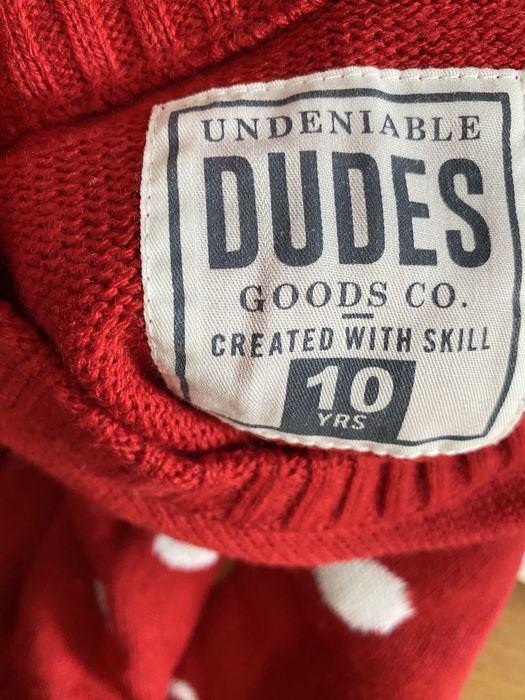 UNDENIABLE
DUDES
GOODS CO.
CREATED WITH SKILL
10
YRS